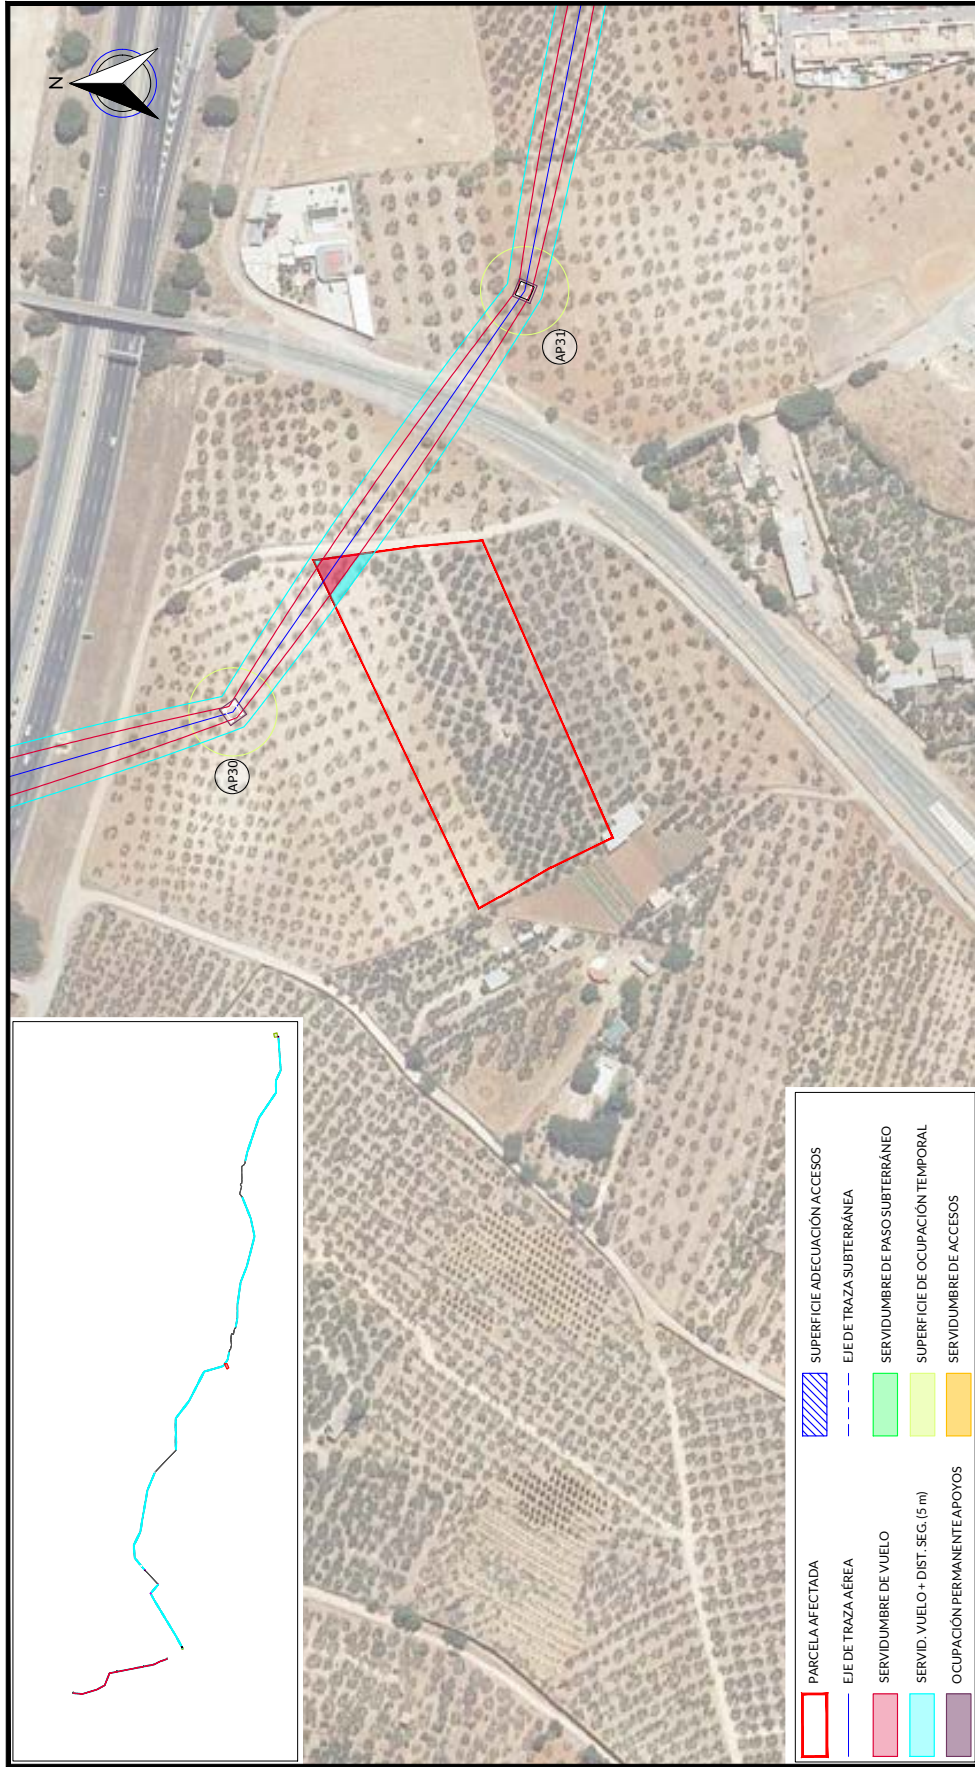 N
AP31
AP30
PARCELA AFECTADA
EJE DE TRAZA AÉREA
SERVIDUMBRE DE VUELO
SERVID. VUELO + DIST. SEG. (5 m)
OCUPACIÓN PERMANENTE APOYOS
SUPERFICIE ADECUACIÓN ACCESOS
EJE DE TRAZA SUBTERRÁNEA
SERVIDUMBRE DE PASO SUBTERRÁNEO
SUPERFICIE DE OCUPACIÓN TEMPORAL
SERVIDUMBRE DE ACCESOS